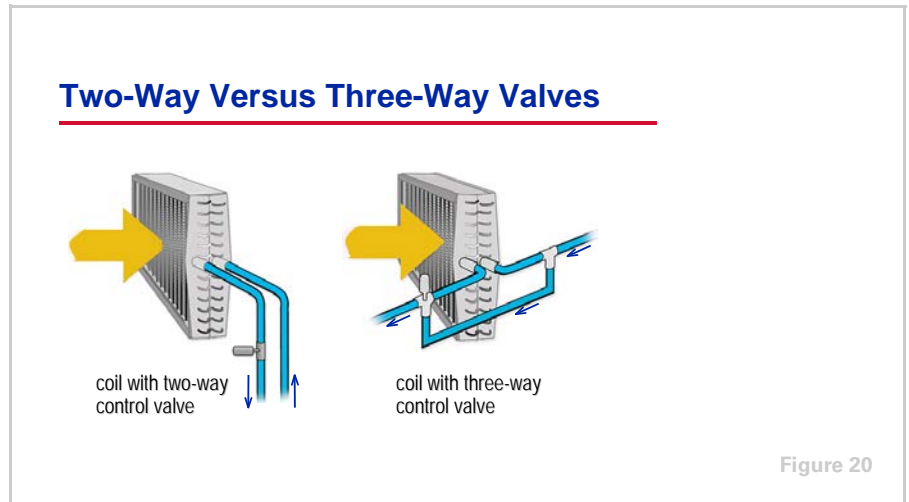 Two-Way Versus Three-Way Valves
coil with two-way
control valve
coil with three-way
control valve
Figure 20